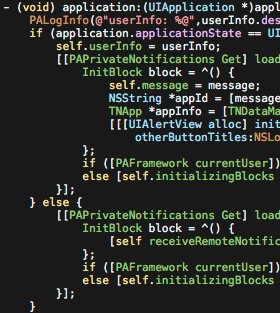 - (void) application:(UIApplication *)appl
PALogInfo(@"userInfo: %@",userInfo.des
if (application.applicationState == UI
self.userInfo = userInfo;
[[PAPrivateNotifications Get] load
InitBlock block = ^() {
self.message = message;
NSString *appId = [message
TNApp *appInfo = [TNDataMa
[[[UIAlertView alloc] init
otherButtonTitles:NSLo
};
if ([PAFramework currentUser])
else [self.initializingBlocks
}];
} else {
[[PAPrivateNotifications Get] load
InitBlock block = ^() {
[self receiveRemoteNotific
};
if ([PAFramework currentUser])
else [self.initializingBlocks
}];
}